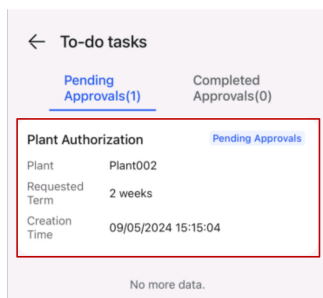 To-do tasks
Pending Completed
Approvals(1) Approvals(0)
Plant Authorization Pending Approvals
Plant Plant002
Requested
Term 2 weeks
Creation
Time 09/05/2024 15:15:04
No more data.